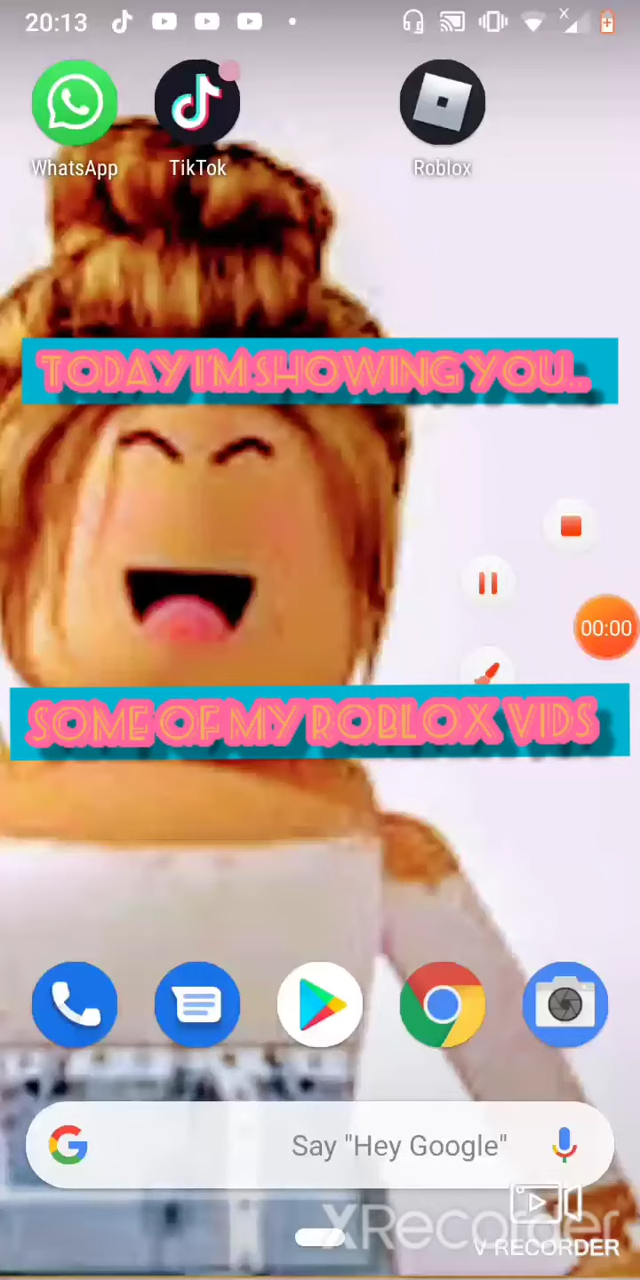 20:13
WhatsApp
TikTok
Roblox
TODAY I'M SHOWING YOU...
00:00
SOME OF MY ROBLOX VIDS
Say "Hey Google"
XRecorder
V RECORDER